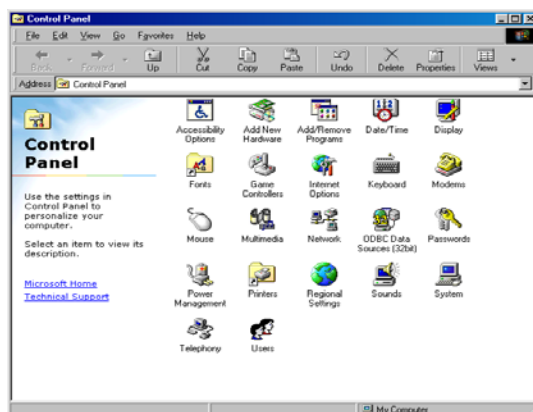 Control Panel
File Edit View Go Favorites Help
Back Forward Up Cut Copy Paste Undo Delete Properties Views
Address Control Panel
Control
Panel
Use the settings in
Control Panel to
personalize your
computer.
Select an item to view its
description.
Microsoft Home
Technical Support
Accessibility
Options
Add New
Hardware
Add/Remove
Programs
Date/Time
Display
Fonts
Game
Controllers
Internet
Options
Keyboard
Modems
Mouse
Multimedia
Network
ODBC Data
Sources (32bit)
Passwords
Power
Management
Printers
Regional
Settings
Sounds
System
Telephony
Users
My Computer